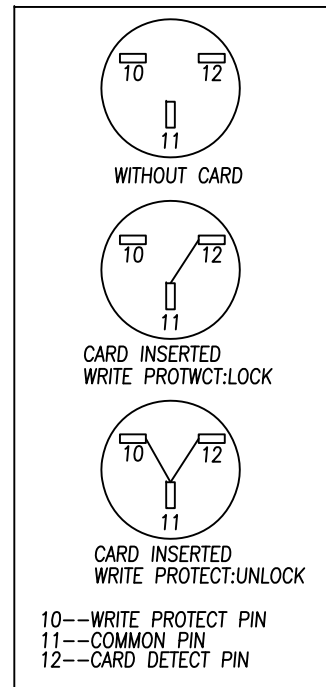 10 12
11
WITHOUT CARD
10 12
11
CARD INSERTED
WRITE PROTWCT:LOCK
10 12
11
CARD INSERTED
WRITE PROTECT:UNLOCK
10--WRITE PROTECT PIN
11--COMMON PIN
12--CARD DETECT PIN